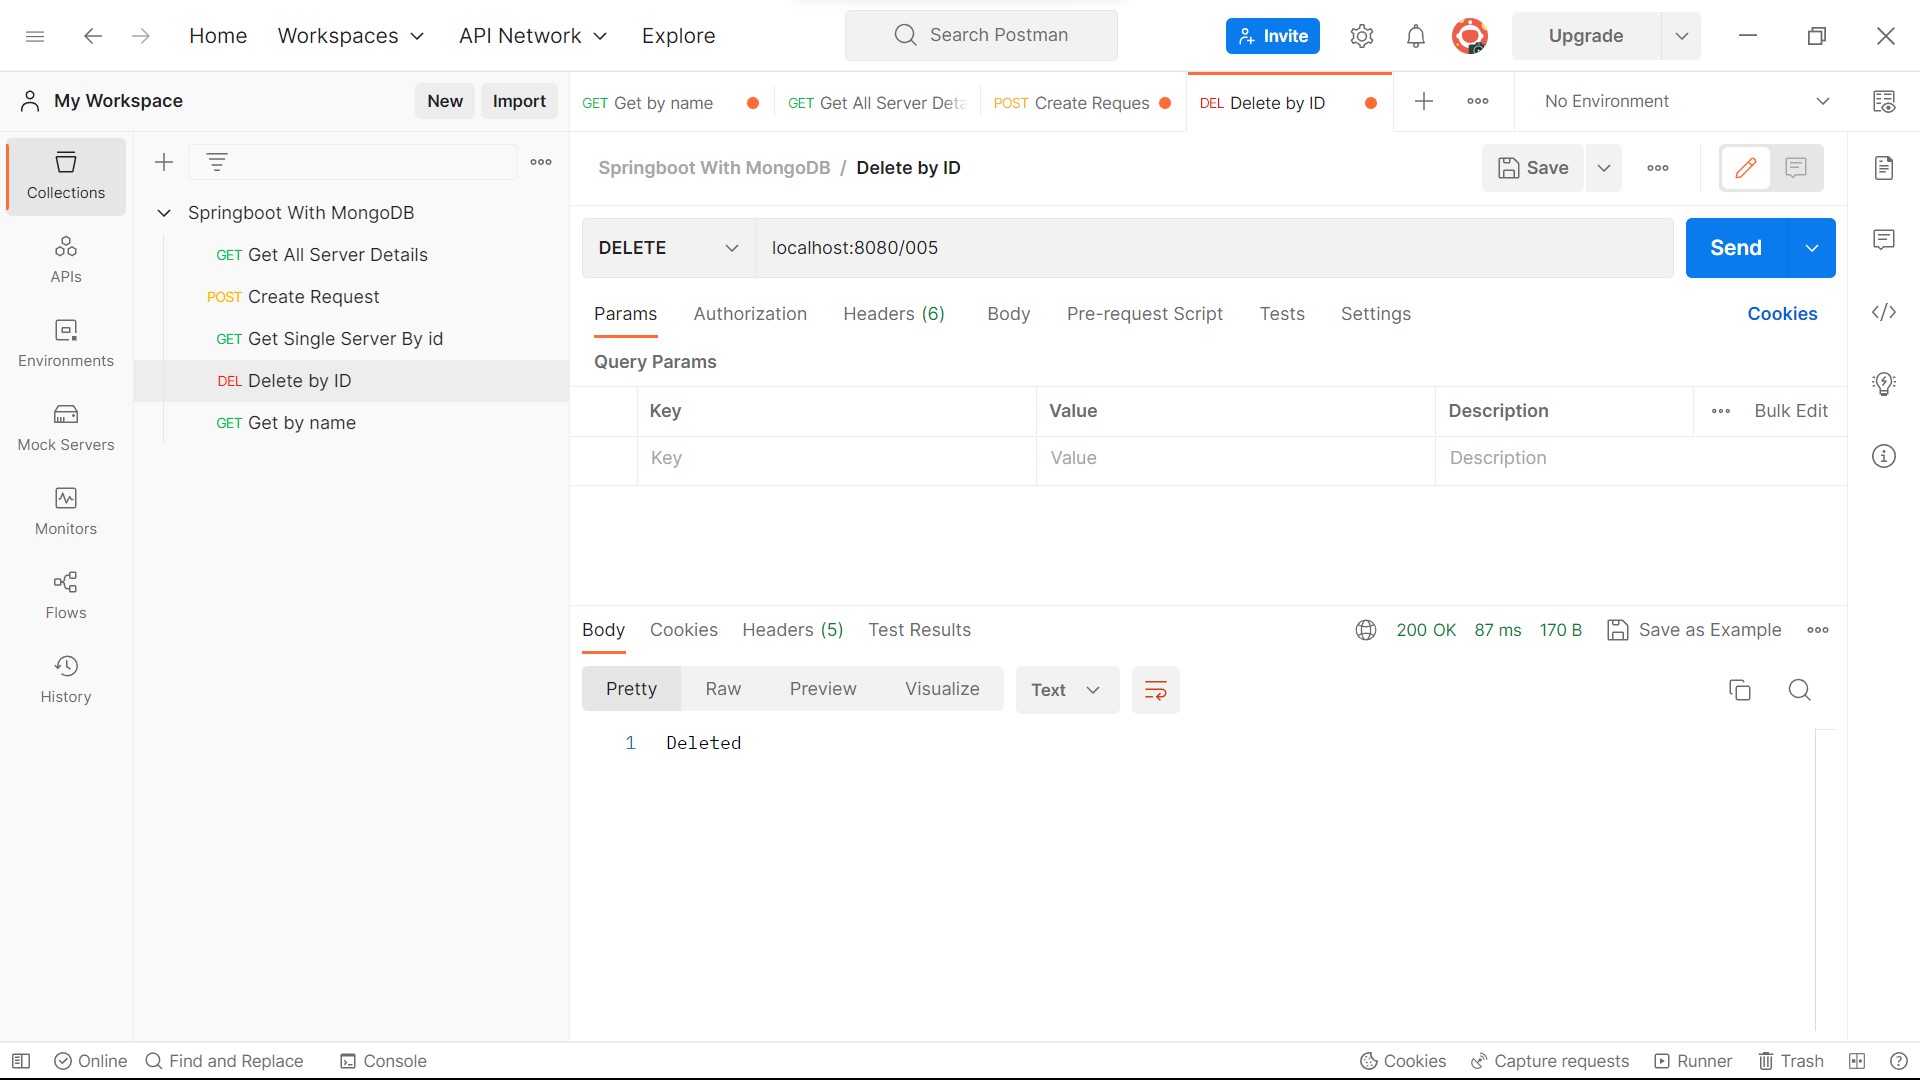 Home Workspaces API Network Explore Search Postman Invite Upgrade
My Workspace New Import
GET Get by name GET Get All Server Deta POST Create Reques DEL Delete by ID No Environment
Collections
APIs
Environments
Mock Servers
Monitors
Flows
History
Springboot With MongoDB
GET Get All Server Details
POST Create Request
GET Get Single Server By id
DEL Delete by ID
GET Get by name
Springboot With MongoDB / Delete by ID Save
DELETE localhost:8080/005 Send
Params Authorization Headers (6) Body Pre-request Script Tests Settings Cookies
Query Params
Key Value Description Bulk Edit
Key Value Description
Body Cookies Headers (5) Test Results 200 OK 87 ms 170 B Save as Example
Pretty Raw Preview Visualize Text
1 Deleted
Online Find and Replace Console Cookies Capture requests Runner Trash